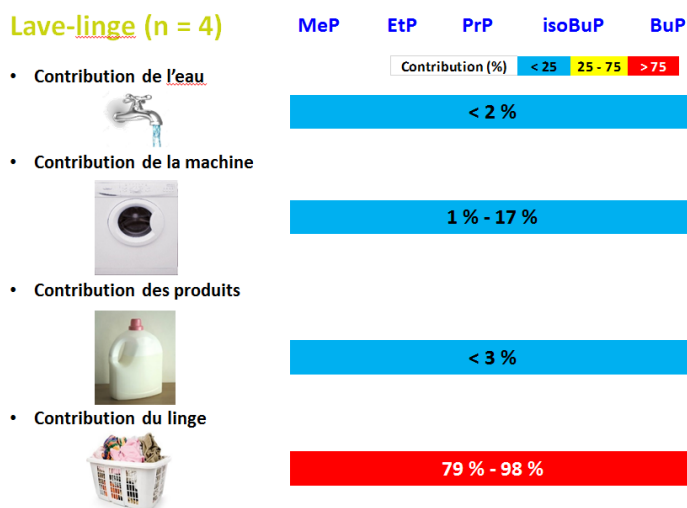 Lave-linge (n = 4)
MeP EtP PrP isoBuP BuP
Contribution (%) < 25 25 - 75 > 75
• Contribution de l'eau
< 2 %
• Contribution de la machine
1 % - 17 %
• Contribution des produits
< 3 %
• Contribution du linge
79 % - 98 %